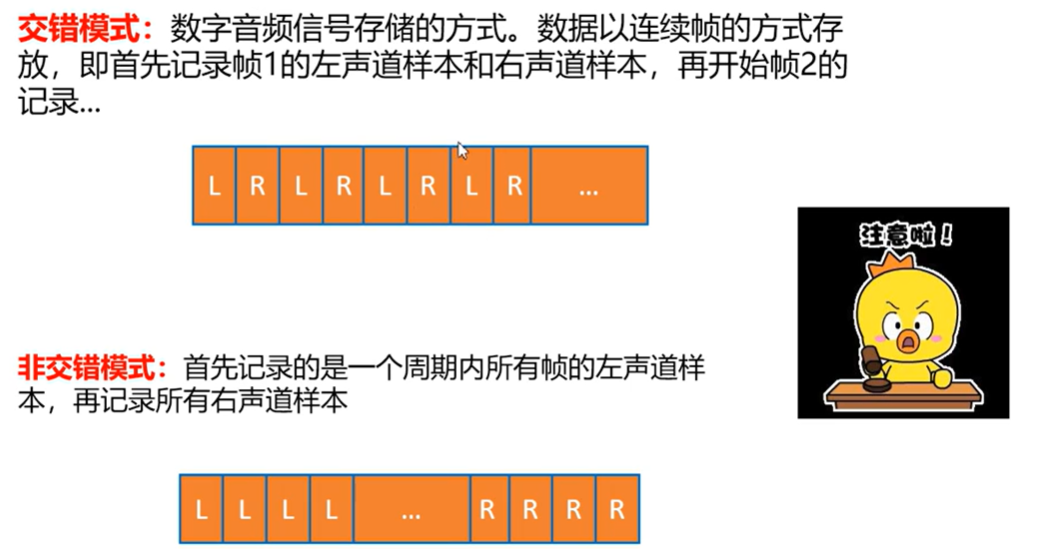 交错模式：数字音频信号存储的方式。数据以连续帧的方式存
放，即首先记录帧1的左声道样本和右声道样本，再开始帧2的
记录...
L R L R L R L R ...
注意啦！
非交错模式：首先记录的是一个周期内所有帧的左声道样
本，再记录所有右声道样本
L L L L ... R R R R